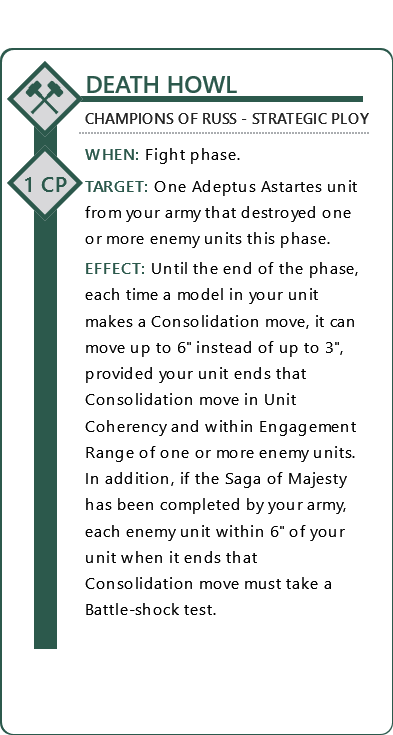 DEATH HOWL
CHAMPIONS OF RUSS - STRATEGIC PLOY
WHEN: Fight phase.
1 CP
TARGET: One Adeptus Astartes unit
from your army that destroyed one
or more enemy units this phase.
EFFECT: Until the end of the phase,
each time a model in your unit
makes a Consolidation move, it can
move up to 6" instead of up to 3",
provided your unit ends that
Consolidation move in Unit
Coherency and within Engagement
Range of one or more enemy units.
In addition, if the Saga of Majesty
has been completed by your army,
each enemy unit within 6" of your
unit when it ends that
Consolidation move must take a
Battle-shock test.